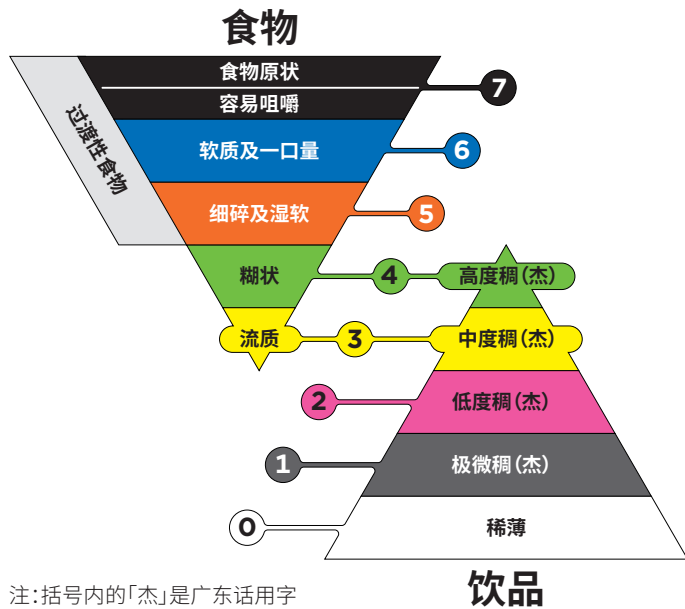 食物
食物原状
容易咀嚼
7
过渡性食物
软质及一口量
6
细碎及湿软
5
糊状
4
高度稠(杰)
流质
3
中度稠(杰)
2
低度稠(杰)
1
极微稠(杰)
0
稀薄
饮品
注:括号内的「杰」是广东话用字